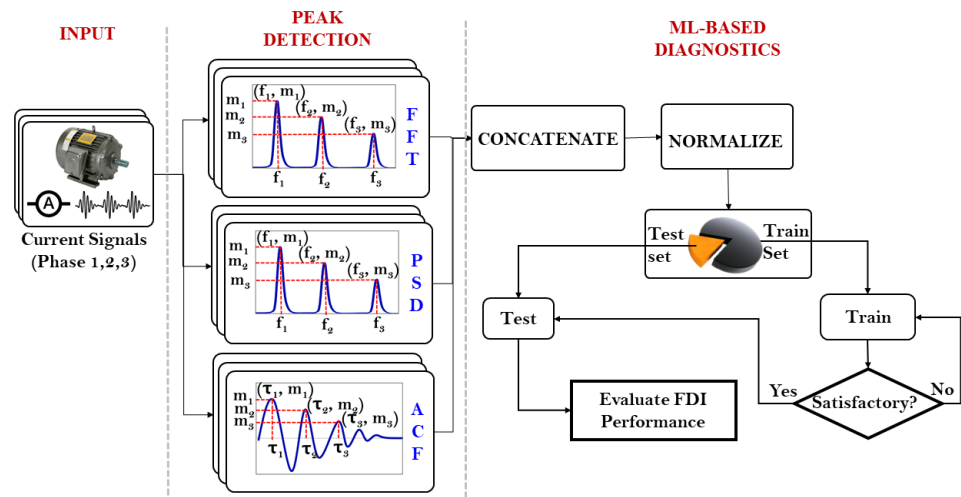 INPUT
PEAK
DETECTION
ML-BASED
DIAGNOSTICS
A
Current Signals
(Phase 1,2,3)
(f₁, m₁)
(f₂, m₂)
(f₃, m₃)
m₁
m₂
m₃
f₁
f₂
f₃
F
F
T
(f₁, m₁)
(f₂, m₂)
(f₃, m₃)
m₁
m₂
m₃
f₁
f₂
f₃
P
S
D
(τ₁, m₁)
(τ₂, m₂)
(τ₃, m₃)
m₁
m₂
m₃
τ₁
τ₂
τ₃
A
C
F
CONCATENATE
NORMALIZE
Test
set
Train
Set
Test
Train
Satisfactory?
Yes
No
Evaluate FDI
Performance